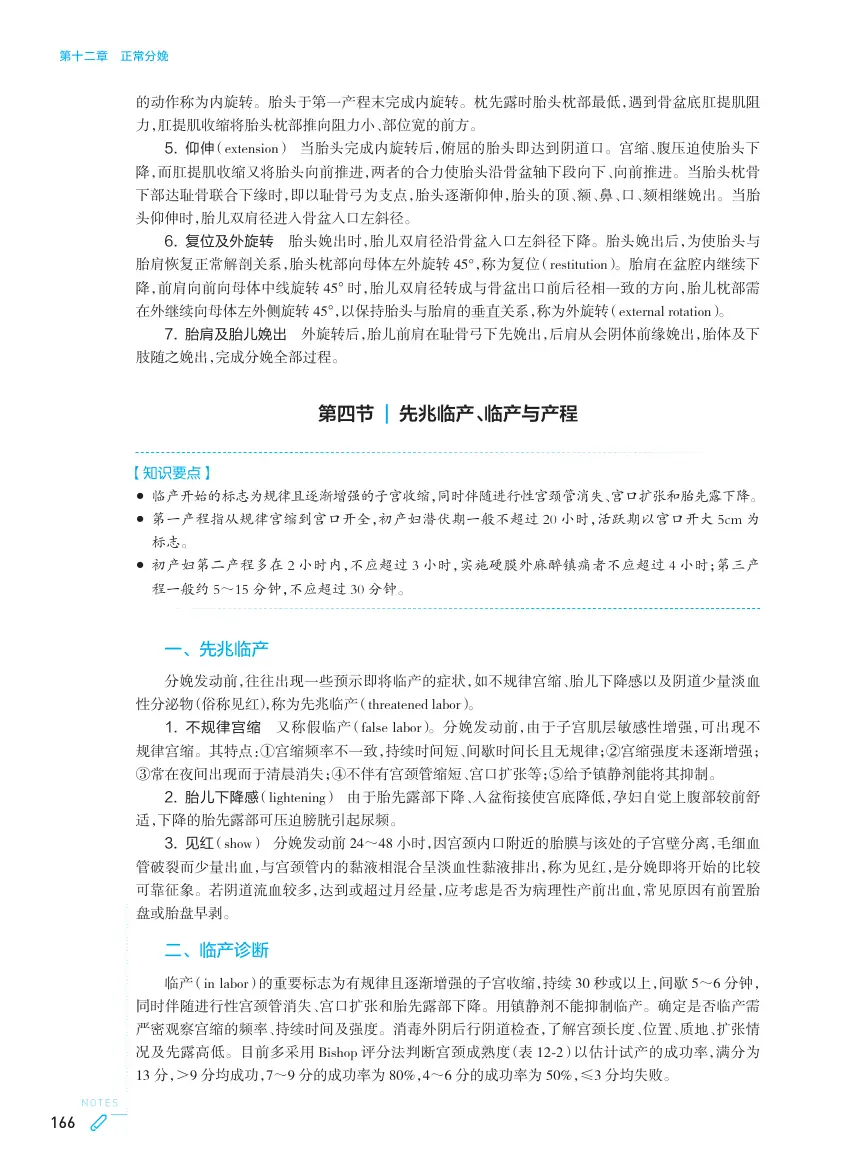 第十二章 正常分娩
的动作称为内旋转。胎头于第一产程末完成内旋转。枕先露时胎头枕部最低,遇到骨盆底肛提肌阻
力,肛提肌收缩将胎头枕部推向阻力小、部位宽的前方。
5. 仰伸(extension) 当胎头完成内旋转后,俯屈的胎头即达到阴道口。宫缩、腹压迫使胎头下
降,而肛提肌收缩又将胎头向前推进,两者的合力使胎头沿骨盆轴下段向下、向前推进。当胎头枕骨
下部达耻骨联合下缘时,即以耻骨弓为支点,胎头逐渐仰伸,胎头的顶、额、鼻、口、颏相继娩出。当胎
头仰伸时,胎儿双肩径进入骨盆入口左斜径。
6. 复位及外旋转 胎头娩出时,胎儿双肩径沿骨盆入口左斜径下降。胎头娩出后,为使胎头与
胎肩恢复正常解剖关系,胎头枕部向母体左外旋转 45°,称为复位(restitution)。胎肩在盆腔内继续下
降,前肩向前向母体中线旋转 45° 时,胎儿双肩径转成与骨盆出口前后径相一致的方向,胎儿枕部需
在外继续向母体左外侧旋转 45°,以保持胎头与胎肩的垂直关系,称为外旋转(external rotation)。
7. 胎肩及胎儿娩出 外旋转后,胎儿前肩在耻骨弓下先娩出,后肩从会阴体前缘娩出,胎体及下
肢随之娩出,完成分娩全部过程。
第四节 | 先兆临产、临产与产程
【知识要点】
● 临产开始的标志为规律且逐渐增强的子宫收缩,同时伴随进行性宫颈管消失、宫口扩张和胎先露下降。
● 第一产程指从规律宫缩到宫口开全,初产妇潜伏期一般不超过 20 小时,活跃期以宫口开大 5cm 为
标志。
● 初产妇第二产程多在 2 小时内,不应超过 3 小时,实施硬膜外麻醉镇痛者不应超过 4 小时;第三产
程一般约 5~15 分钟,不应超过 30 分钟。
一、先兆临产
分娩发动前,往往出现一些预示即将临产的症状,如不规律宫缩、胎儿下降感以及阴道少量淡血
性分泌物(俗称见红),称为先兆临产(threatened labor)。
1. 不规律宫缩 又称假临产(false labor)。分娩发动前,由于子宫肌层敏感性增强,可出现不
规律宫缩。其特点:①宫缩频率不一致,持续时间短、间歇时间长且无规律;②宫缩强度未逐渐增强;
③常在夜间出现而于清晨消失;④不伴有宫颈管缩短、宫口扩张等;⑤给予镇静剂能将其抑制。
2. 胎儿下降感(lightening) 由于胎先露部下降、入盆衔接使宫底降低,孕妇自觉上腹部较前舒
适,下降的胎先露部可压迫膀胱引起尿频。
3. 见红(show) 分娩发动前 24~48 小时,因宫颈内口附近的胎膜与该处的子宫壁分离,毛细血
管破裂而少量出血,与宫颈管内的黏液相混合呈淡血性黏液排出,称为见红,是分娩即将开始的比较
可靠征象。若阴道流血较多,达到或超过月经量,应考虑是否为病理性产前出血,常见原因有前置胎
盘或胎盘早剥。
二、临产诊断
临产(in labor)的重要标志为有规律且逐渐增强的子宫收缩,持续 30 秒或以上,间歇 5~6 分钟,
同时伴随进行性宫颈管消失、宫口扩张和胎先露部下降。用镇静剂不能抑制临产。确定是否临产需
严密观察宫缩的频率、持续时间及强度。消毒外阴后行阴道检查,了解宫颈长度、位置、质地、扩张情
况及先露高低。目前多采用 Bishop 评分法判断宫颈成熟度(表 12-2)以估计试产的成功率,满分为
13 分,>9 分均成功,7~9 分的成功率为 80%,4~6 分的成功率为 50%,≤3 分均失败。
NOTES
166